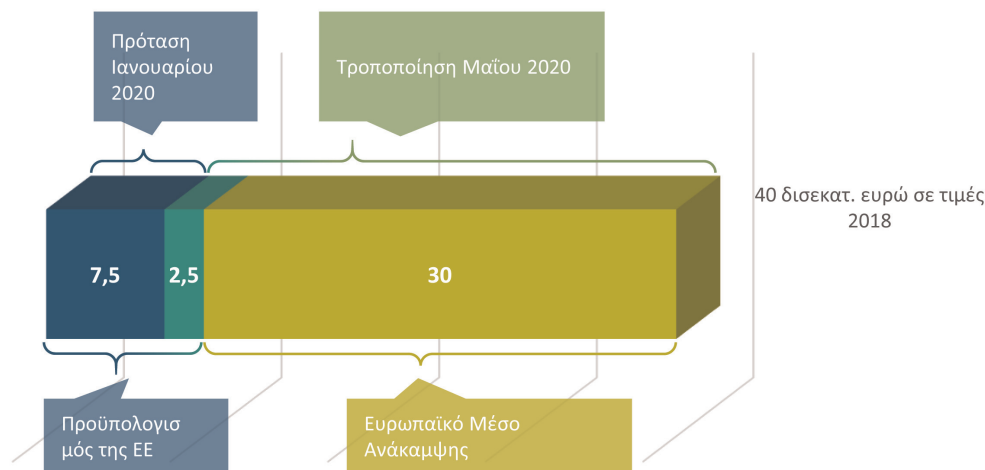 Πρόταση
Ιανουαρίου
2020
Τροποποίηση Μαΐου 2020
40 δισεκατ. ευρώ σε τιμές
2018
7,5
2,5
30
Προϋπολογισ
μός της ΕΕ
Ευρωπαϊκό Μέσο
Ανάκαμψης